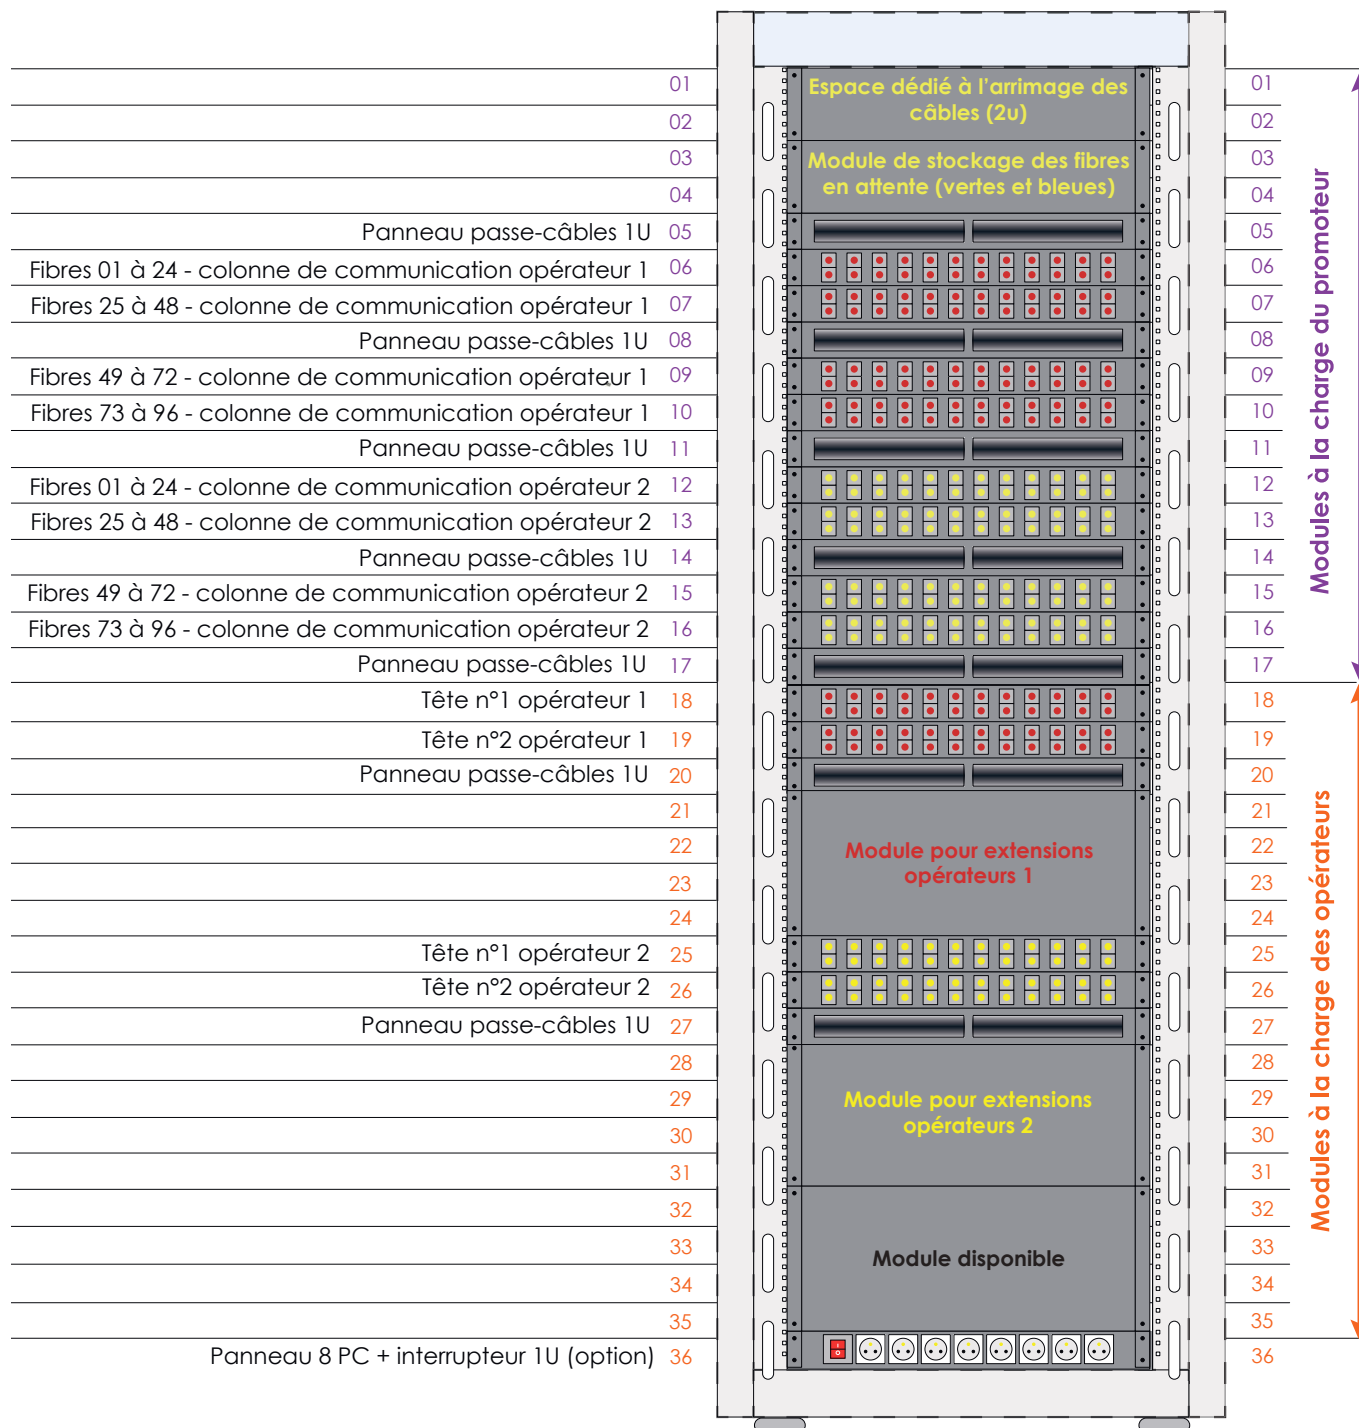 01 Espace dédié à l'arrimage des 01
câbles (2u)
02 02
03 Module de stockage des fibres 03
en attente (vertes et bleues)
04 04
Panneau passe-câbles 1U 05 05
Fibres 01 à 24 - colonne de communication opérateur 1 06 06
Fibres 25 à 48 - colonne de communication opérateur 1 07 07
Panneau passe-câbles 1U 08 08
Fibres 49 à 72 - colonne de communication opérateur 1 09 09
Fibres 73 à 96 - colonne de communication opérateur 1 10 10
Panneau passe-câbles 1U 11 11
Fibres 01 à 24 - colonne de communication opérateur 2 12 12
Fibres 25 à 48 - colonne de communication opérateur 2 13 13
Panneau passe-câbles 1U 14 14
Fibres 49 à 72 - colonne de communication opérateur 2 15 15
Fibres 73 à 96 - colonne de communication opérateur 2 16 16
Panneau passe-câbles 1U 17 17
Modules à la charge du promoteur
Tête n°1 opérateur 1 18 18
Tête n°2 opérateur 1 19 19
Panneau passe-câbles 1U 20 20
21 21
22 Module pour extensions 22
opérateurs 1
23 23
24 24
Tête n°1 opérateur 2 25 25
Tête n°2 opérateur 2 26 26
Panneau passe-câbles 1U 27 27
28 28
29 Module pour extensions 29
opérateurs 2
30 30
31 31
32 32
33 Module disponible 33
34 34
35 35
Modules à la charge des opérateurs
Panneau 8 PC + interrupteur 1U (option) 36 I O 36